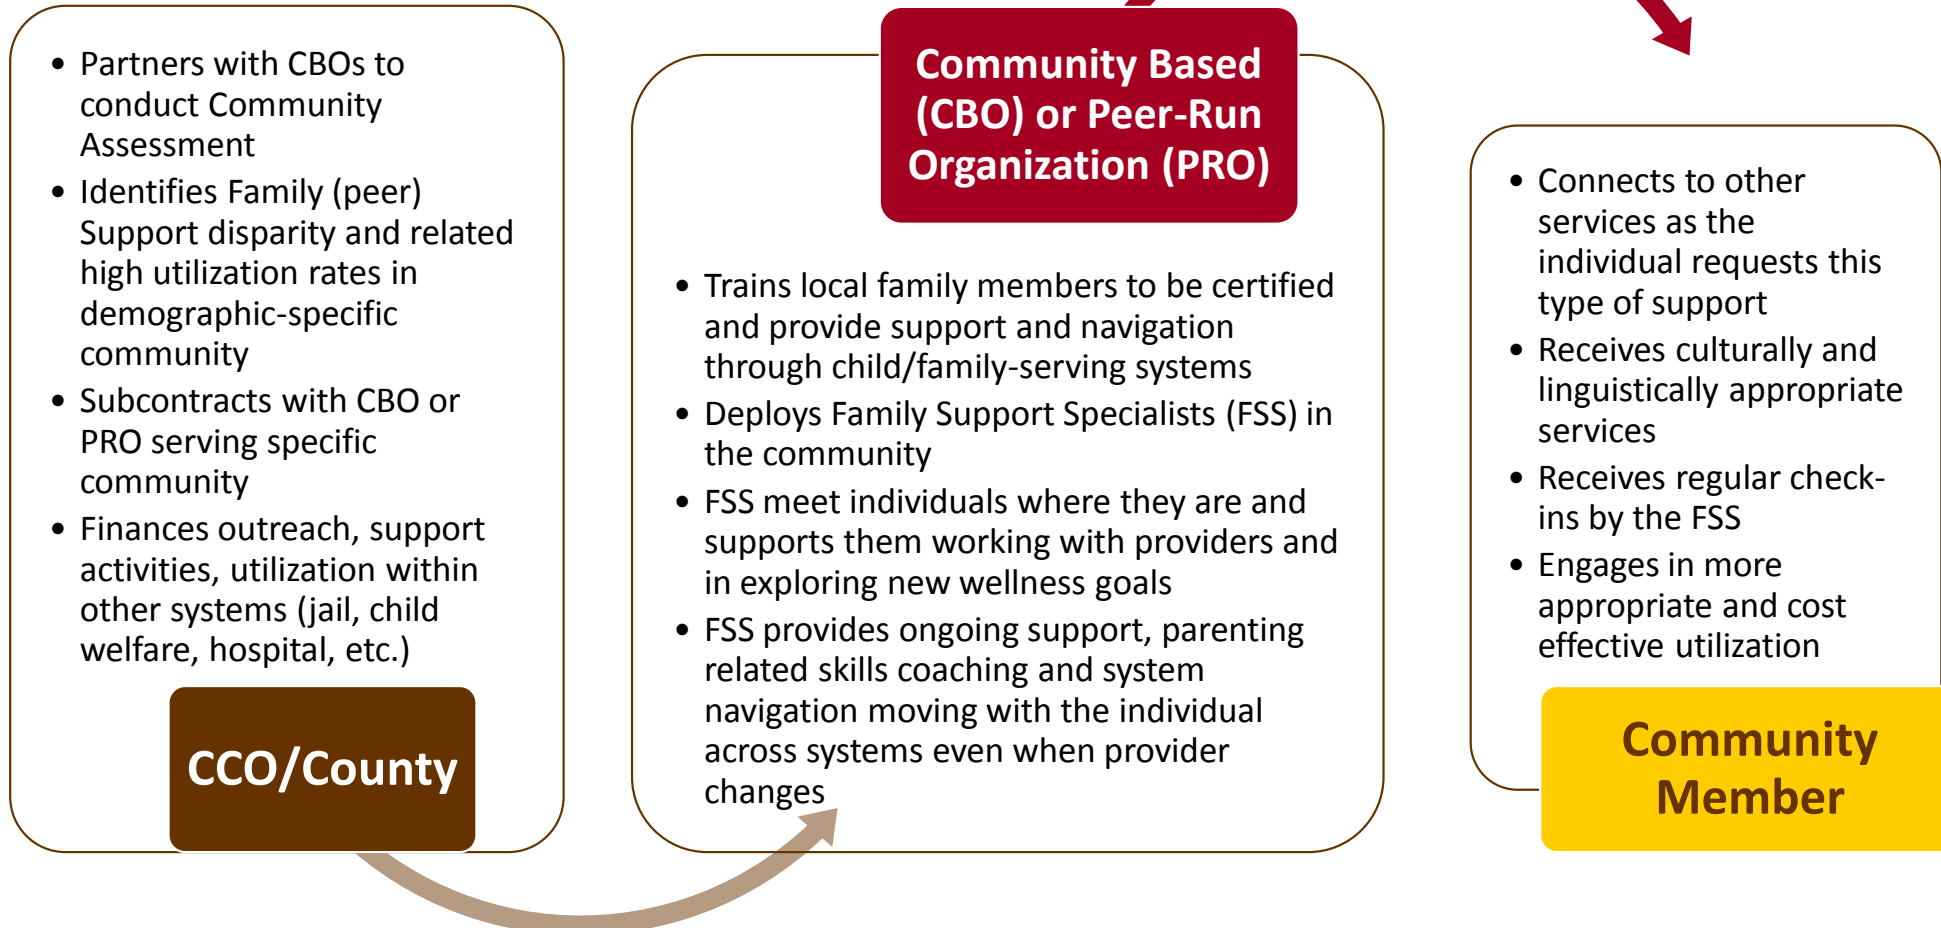 • Partners with CBOs to
conduct Community
Assessment
• Identifies Family (peer)
Support disparity and related
high utilization rates in
demographic-specific
community
• Subcontracts with CBO or
PRO serving specific
community
• Finances outreach, support
activities, utilization within
other systems (jail, child
welfare, hospital, etc.)
CCO/County
Community Based
(CBO) or Peer-Run
Organization (PRO)
• Trains local family members to be certified
and provide support and navigation
through child/family-serving systems
• Deploys Family Support Specialists (FSS) in
the community
• FSS meet individuals where they are and
supports them working with providers and
in exploring new wellness goals
• FSS provides ongoing support, parenting
related skills coaching and system
navigation moving with the individual
across systems even when provider
changes
• Connects to other
services as the
individual requests this
type of support
• Receives culturally and
linguistically appropriate
services
• Receives regular check-
ins by the FSS
• Engages in more
appropriate and cost
effective utilization
Community
Member